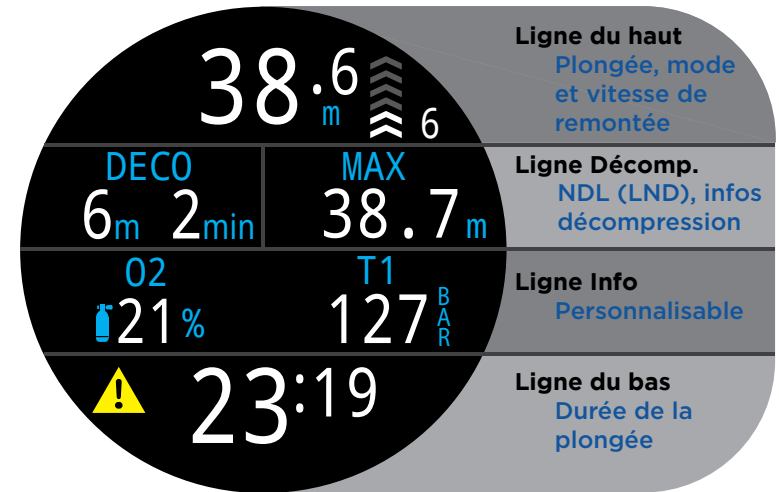 38.6
m
6
Ligne du haut
Plongée, mode
et vitesse de
remontée
DECO
6m 2min
MAX
38.7m
Ligne Décomp.
NDL (LND), infos
décompression
O2
21%
T1
127 BAR
Ligne Info
Personnalisable
23:19
Ligne du bas
Durée de la
plongée